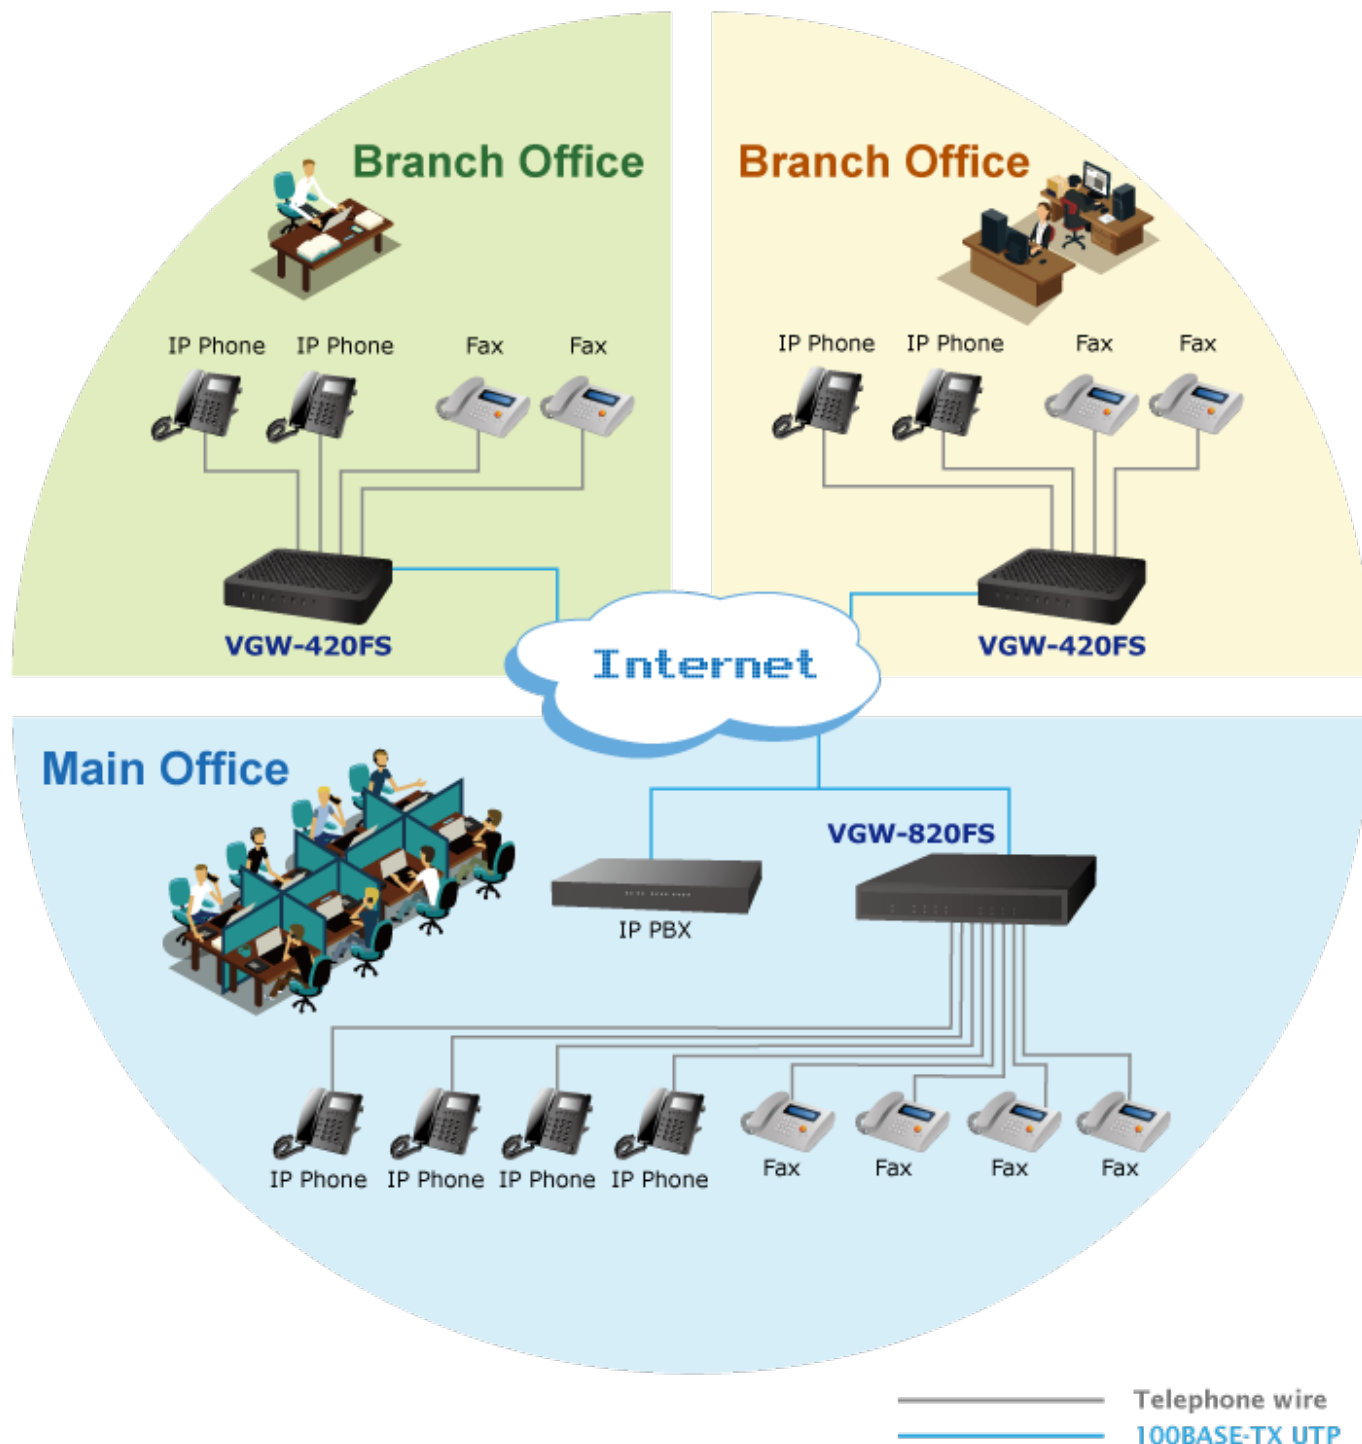 Branch Office
Branch Office
IP Phone
IP Phone
Fax
Fax
IP Phone
IP Phone
Fax
Fax
VGW-420FS
VGW-420FS
Internet
Main Office
VGW-820FS
IP PBX
IP Phone
IP Phone
IP Phone
IP Phone
Fax
Fax
Fax
Fax
Telephone wire
100BASE-TX UTP